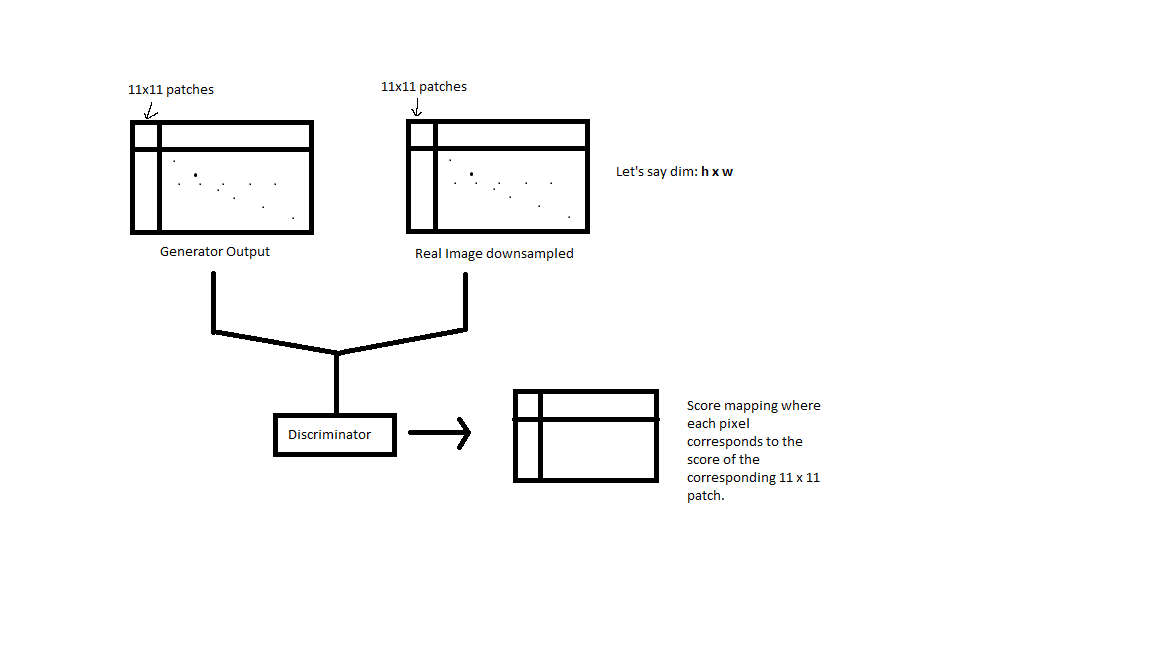 11x11 patches
11x11 patches
Let's say dim: h x w
Generator Output
Real Image downsampled
Discriminator
Score mapping where
each pixel
corresponds to the
score of the
corresponding 11 x 11
patch.